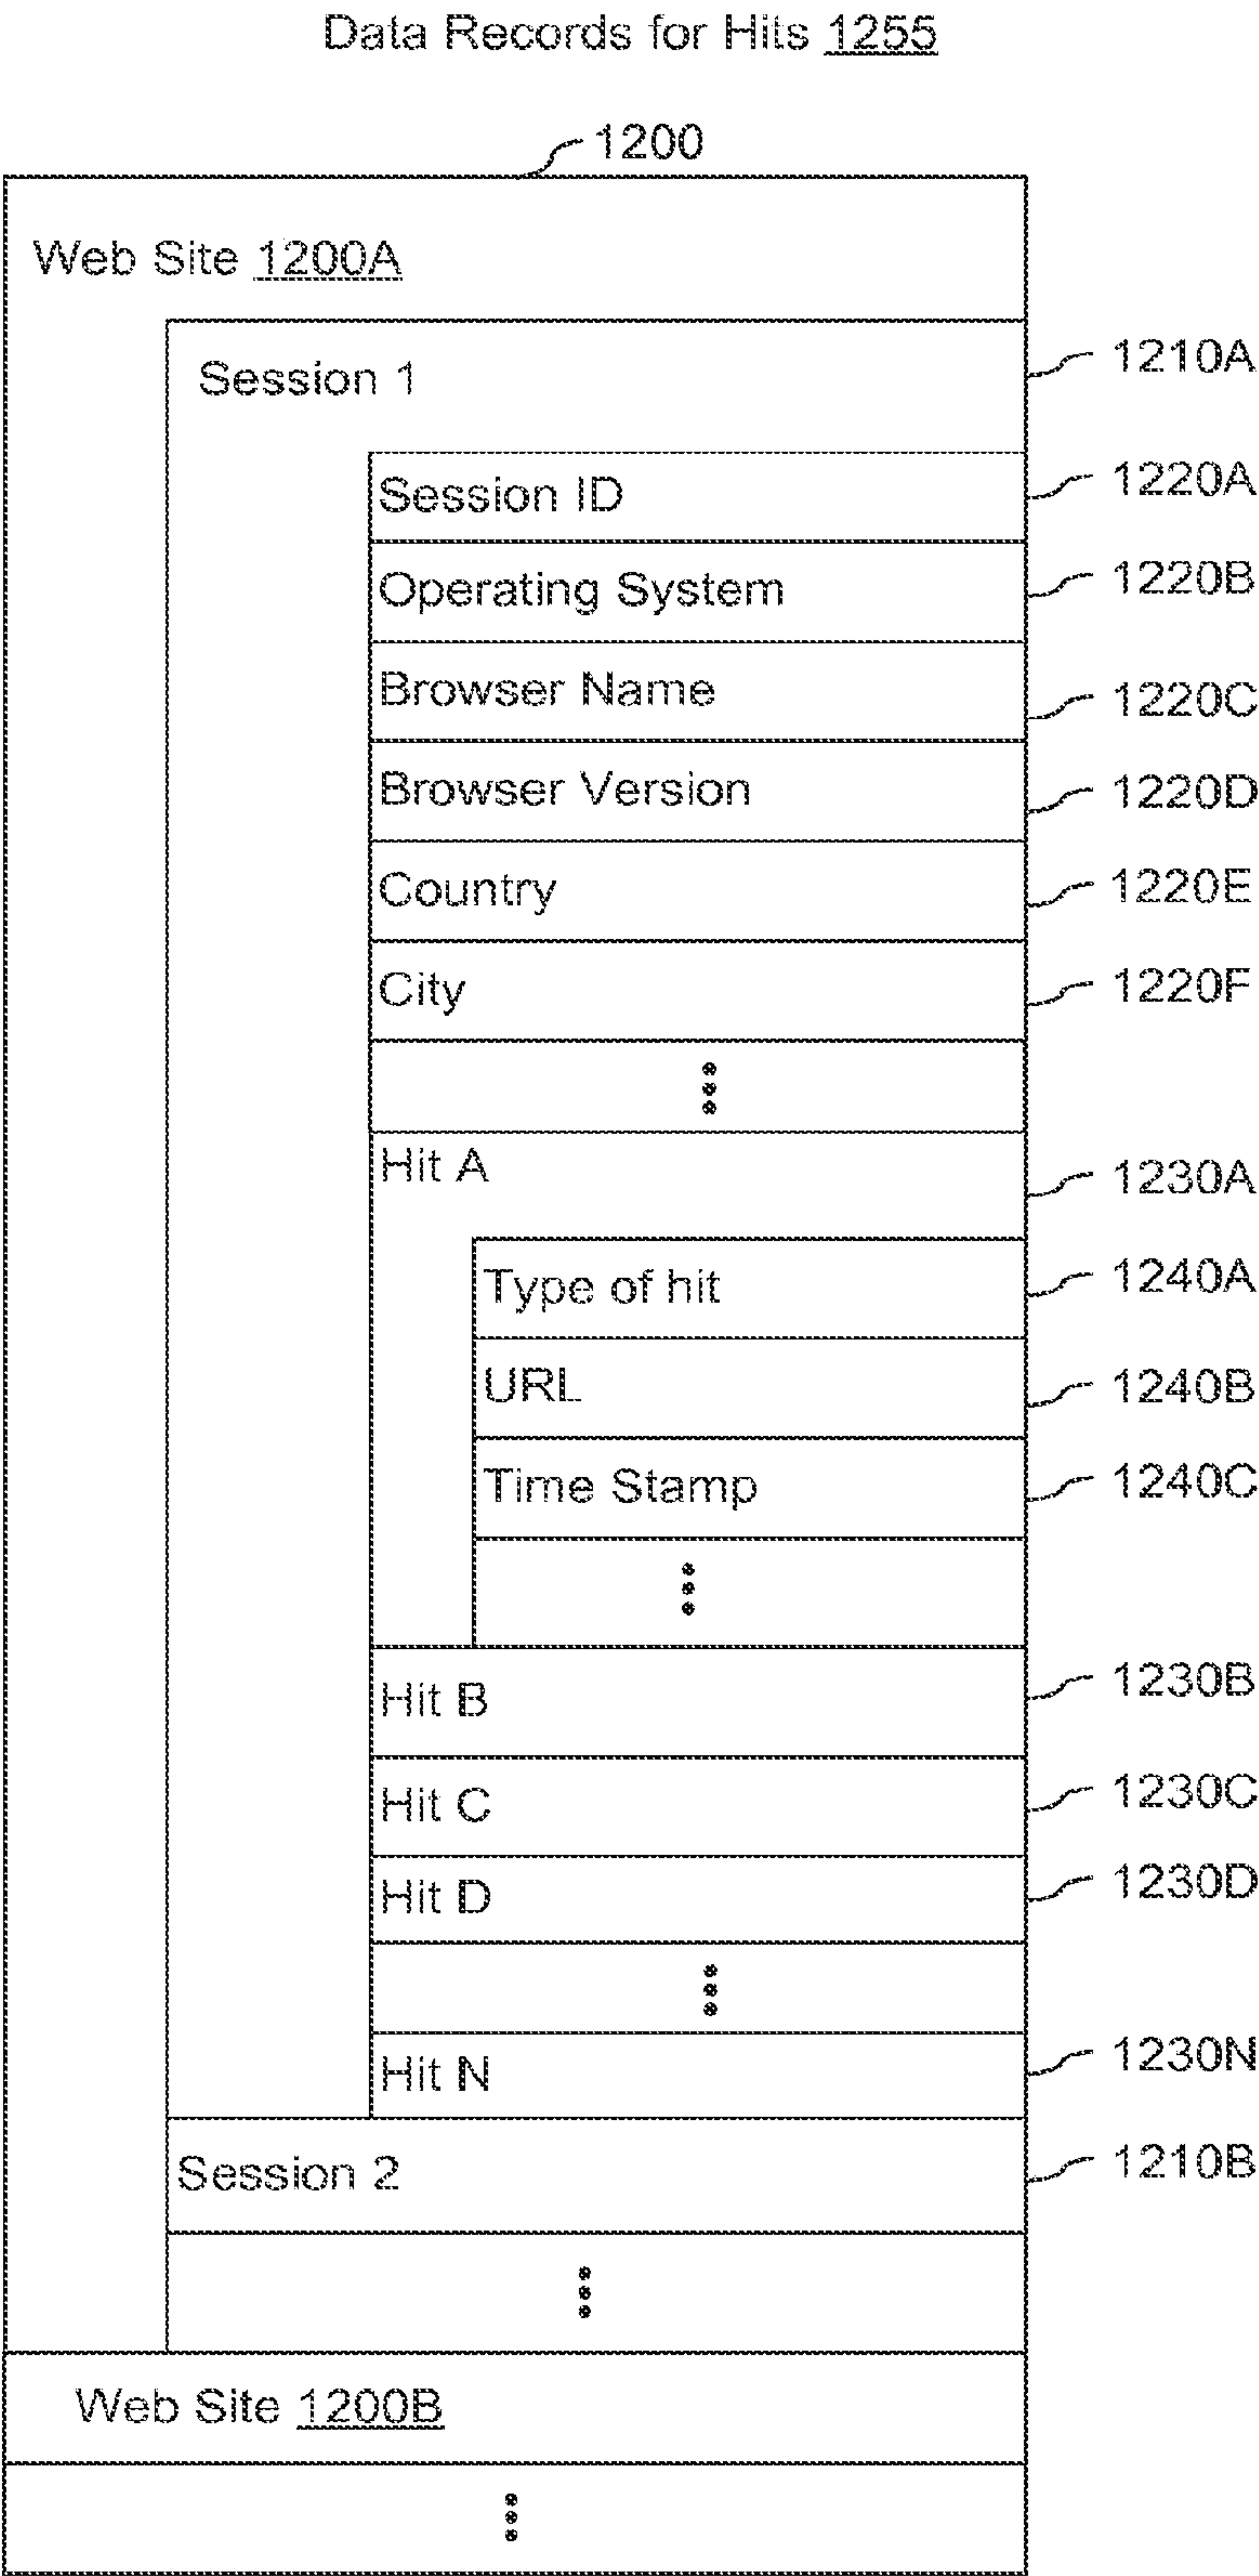 Data Records for Hits 1255
1200
Web Site 1200A
Session 1 1210A
Session ID 1220A
Operating System 1220B
Browser Name 1220C
Browser Version 1220D
Country 1220E
City 1220F
Hit A 1230A
Type of hit 1240A
URL 1240B
Time Stamp 1240C
Hit B 1230B
Hit C 1230C
Hit D 1230D
Hit N 1230N
Session 2 1210B
Web Site 1200B